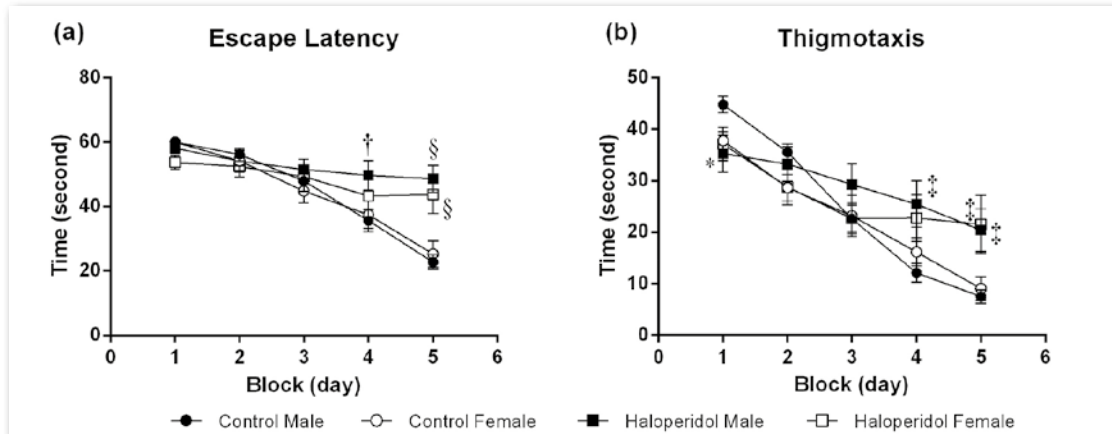 (a) Escape Latency
80
60
40
20
0
Time (second)
†
§
§
0 1 2 3 4 5 6
Block (day)
(b) Thigmotaxis
50
40
30
20
10
0
Time (second)
*
‡
‡
‡
0 1 2 3 4 5 6
Block (day)
Control Male Control Female Haloperidol Male Haloperidol Female